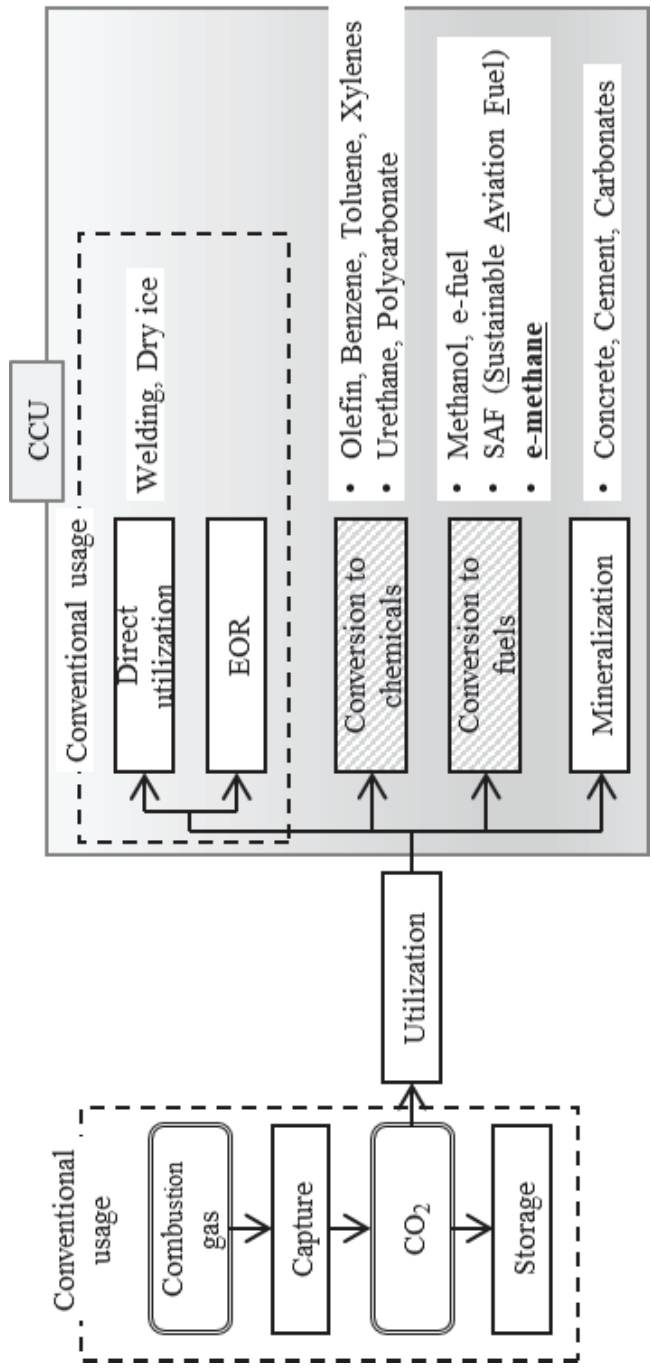 Conventional
usage
Combustion
gas
Capture
CO₂
Storage
Utilization
CCU
Conventional usage
Direct
utilization
Welding, Dry ice
EOR
Conversion to
chemicals
• Olefin, Benzene, Toluene, Xylenes
• Urethane, Polycarbonate
Conversion to
fuels
• Methanol, e-fuel
• SAF (Sustainable Aviation Fuel)
• e-methane
Mineralization
• Concrete, Cement, Carbonates